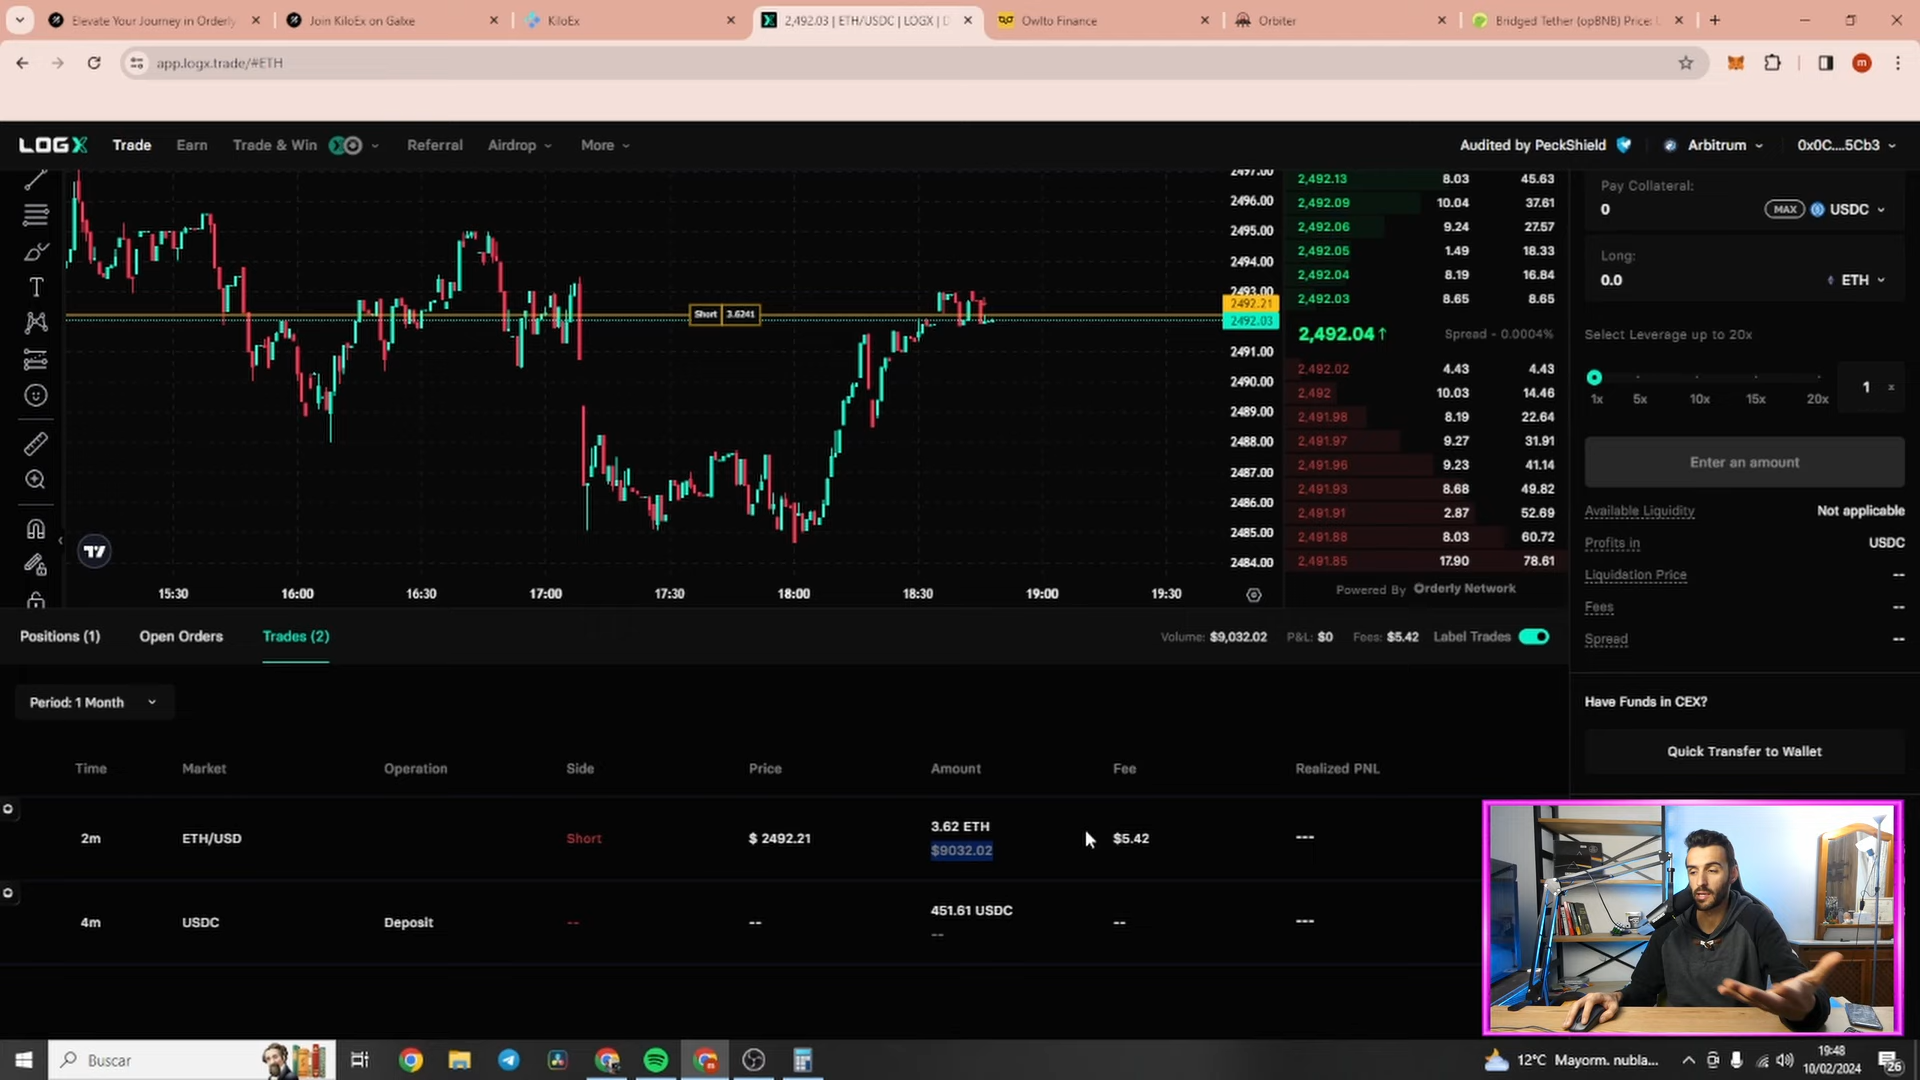 Elevate Your Journey in Orderly
Join KiloEx on Galxe
KiloEx
2,492.03 | ETH/USDC | LOGX | D
Owlto Finance
Orbiter
Bridged Tether (opBNB) Price:
app.logx.trade/#ETH
LOGX
Trade
Earn
Trade & Win
Referral
Airdrop
More
Audited by PeckShield
Arbitrum
0x0C....5Cb3
2497.00
2496.00
2495.00
2494.00
2493.00
2492.21
2492.03
2491.00
2490.00
2489.00
2488.00
2487.00
2486.00
2485.00
2484.00
Short 3.6241
15:30 16:00 16:30 17:00 17:30 18:00 18:30 19:00 19:30
2,492.13 8.03 45.63
2,492.09 10.04 37.61
2,492.06 9.24 27.57
2,492.05 1.49 18.33
2,492.04 8.19 16.84
2,492.03 8.65 8.65
2,492.04↑ Spread - 0.0004%
2,492.02 4.43 4.43
2,492 10.03 14.46
2,491.98 8.19 22.64
2,491.97 9.27 31.91
2,491.96 9.23 41.14
2,491.93 8.68 49.82
2,491.91 2.87 52.69
2,491.88 8.03 60.72
2,491.85 17.90 78.61
Powered By Orderly Network
Pay Collateral:
0 MAX USDC
Long:
0.0 ETH
Select Leverage up to 20x
1 x
1x 5x 10x 15x 20x
Enter an amount
Available Liquidity Not applicable
Profits in USDC
Liquidation Price --
Fees --
Spread --
Have Funds in CEX?
Quick Transfer to Wallet
Positions (1) Open Orders Trades (2)
Volume: $9,032.02 P&L: $0 Fees: $5.42 Label Trades
Period: 1 Month
Time Market Operation Side Price Amount Fee Realized PNL
2m ETH/USD Short $ 2492.21 3.62 ETH $5.42 ---
$9032.02
4m USDC Deposit -- -- 451.61 USDC -- ---
--
Buscar
12°C Mayorm. nubla...
19:48
10/02/2024
26